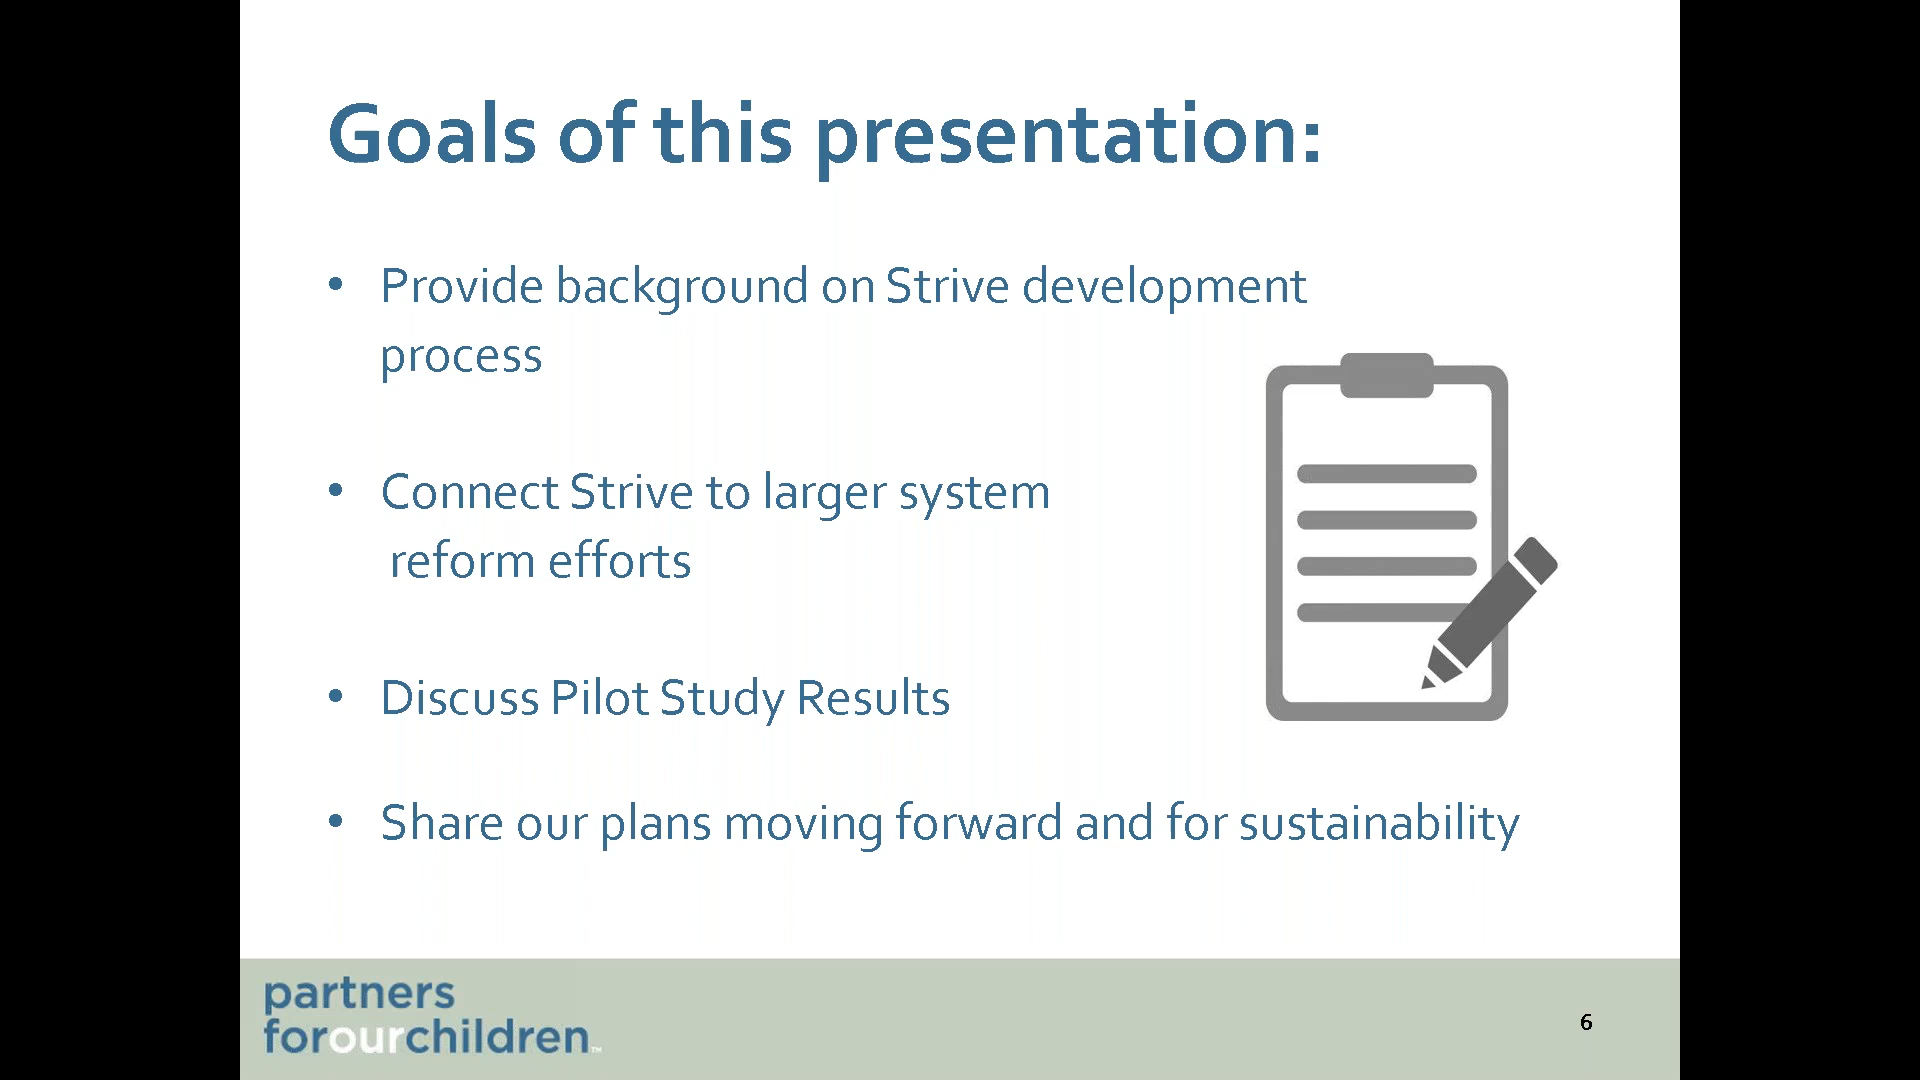 Goals of this presentation:
• Provide background on Strive development
process
• Connect Strive to larger system
reform efforts
• Discuss Pilot Study Results
• Share our plans moving forward and for sustainability
partners
forourchildren™
6